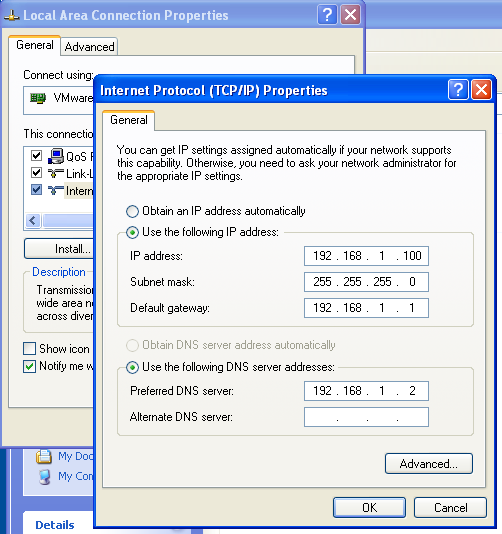 Local Area Connection Properties
General
Advanced
Connect using:
VMware
This connection
QoS
Link-L
Intern
Install...
Description
Transmission
wide area
across diver
Show icon
Notify me
My Doc
My Com
Details
Internet Protocol (TCP/IP) Properties
General
You can get IP settings assigned automatically if your network supports
this capability. Otherwise, you need to ask your network administrator for
the appropriate IP settings.
Obtain an IP address automatically
Use the following IP address:
IP address: 192 . 168 . 1 . 100
Subnet mask: 255 . 255 . 255 . 0
Default gateway: 192 . 168 . 1 . 1
Obtain DNS server address automatically
Use the following DNS server addresses:
Preferred DNS server: 192 . 168 . 1 . 2
Alternate DNS server: . . .
Advanced...
OK
Cancel